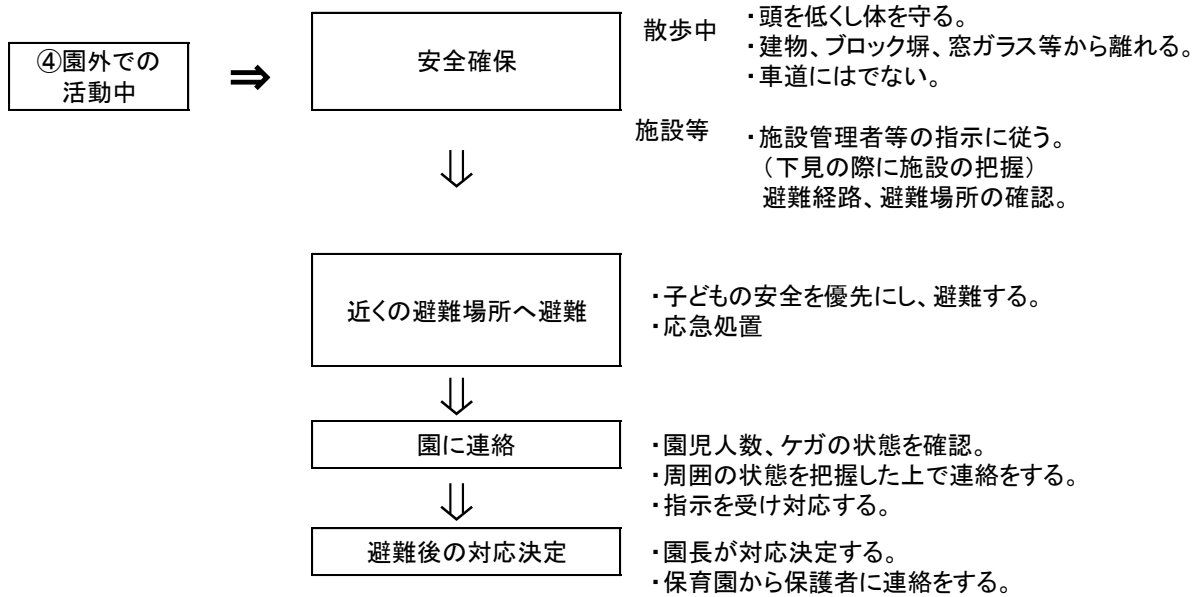 ④園外での
活動中
⇒
安全確保
散歩中
・頭を低くし体を守る。
・建物、ブロック塀、窓ガラス等から離れる。
・車道にはでない。
施設等
・施設管理者等の指示に従う。
（下見の際に施設の把握）
避難経路、避難場所の確認。
⇓
近くの避難場所へ避難
・子どもの安全を優先にし、避難する。
・応急処置
⇓
園に連絡
・園児人数、ケガの状態を確認。
・周囲の状態を把握した上で連絡をする。
・指示を受け対応する。
⇓
避難後の対応決定
・園長が対応決定する。
・保育園から保護者に連絡をする。